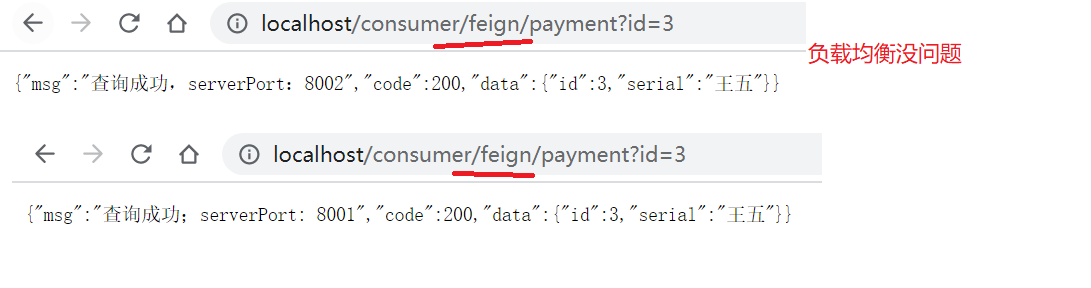 localhost/consumer/feign/payment?id=3
负载均衡没问题
{"msg":"查询成功，serverPort：8002","code":200,"data":{"id":3,"serial":"王五"}}
localhost/consumer/feign/payment?id=3
{"msg":"查询成功；serverPort: 8001","code":200,"data":{"id":3,"serial":"王五"}}